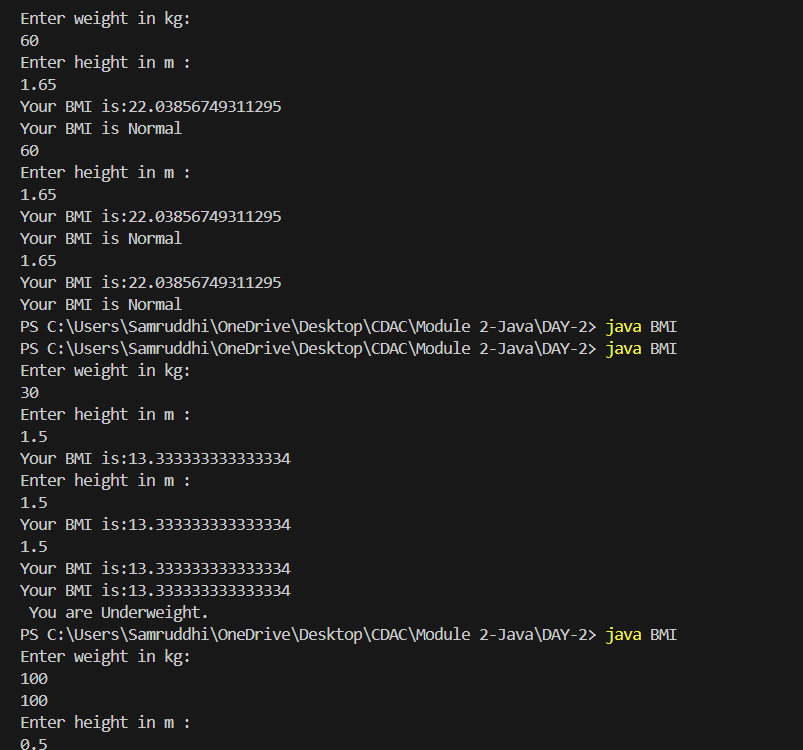 Enter weight in kg:
60
Enter height in m :
1.65
Your BMI is:22.03856749311295
Your BMI is Normal
60
Enter height in m :
1.65
Your BMI is:22.03856749311295
Your BMI is Normal
1.65
Your BMI is:22.03856749311295
Your BMI is Normal
PS C:\Users\Samruddhi\OneDrive\Desktop\CDAC\Module 2-Java\DAY-2> java BMI
PS C:\Users\Samruddhi\OneDrive\Desktop\CDAC\Module 2-Java\DAY-2> java BMI
Enter weight in kg:
30
Enter height in m :
1.5
Your BMI is:13.333333333333334
Enter height in m :
1.5
Your BMI is:13.333333333333334
1.5
Your BMI is:13.333333333333334
Your BMI is:13.333333333333334
 You are Underweight.
PS C:\Users\Samruddhi\OneDrive\Desktop\CDAC\Module 2-Java\DAY-2> java BMI
Enter weight in kg:
100
100
Enter height in m :
0.5